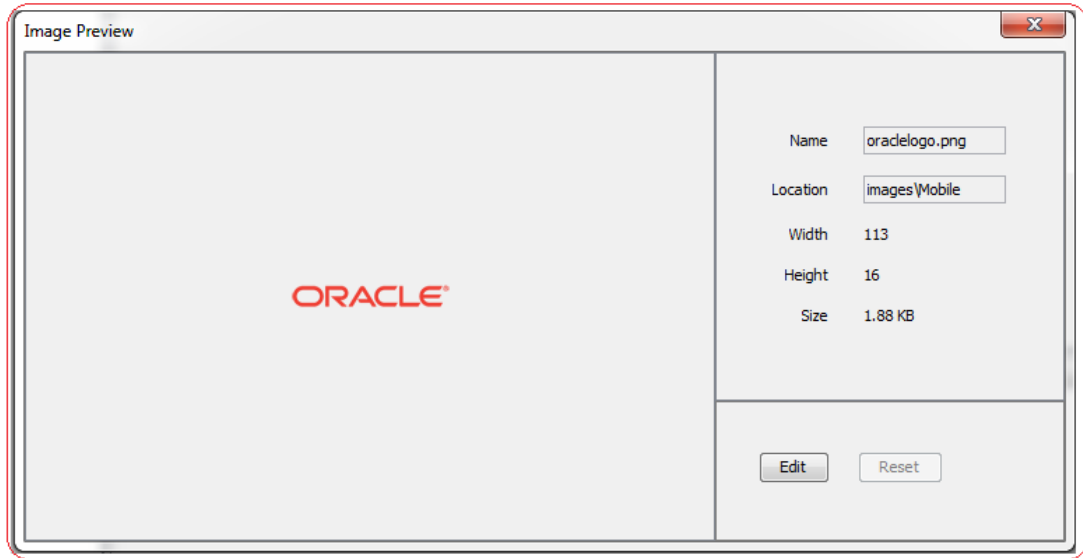 Image Preview
ORACLE®
Name oraclelogo.png
Location images\Mobile
Width 113
Height 16
Size 1.88 KB
Edit Reset